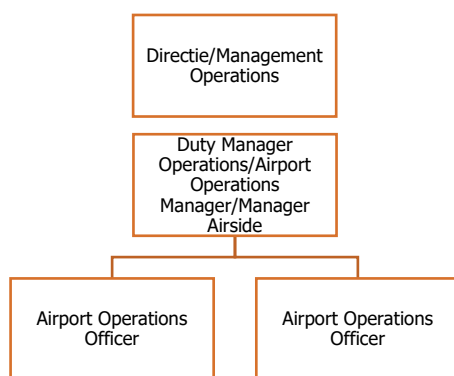 Directie/Management
Operations
Duty Manager
Operations/Airport
Operations
Manager/Manager
Airside
Airport Operations
Officer
Airport Operations
Officer